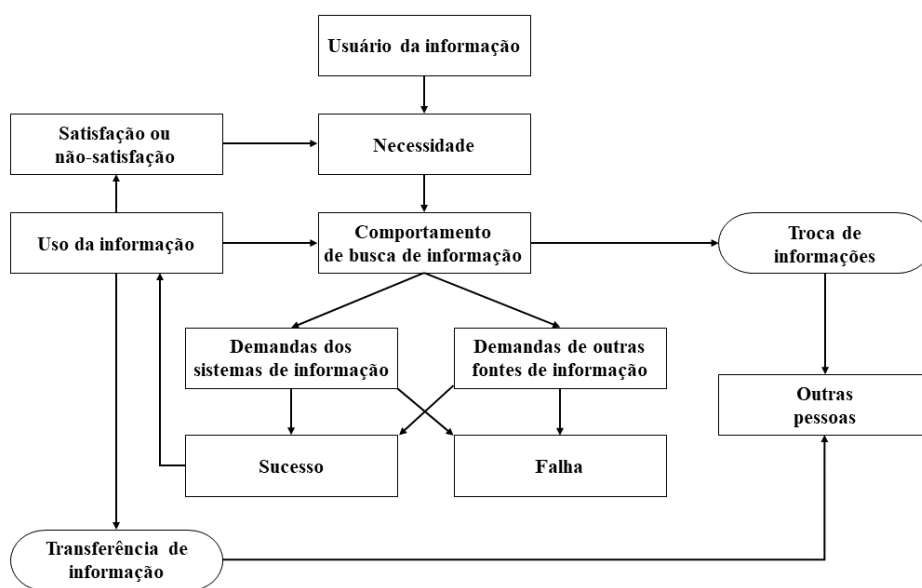 Usuário da informação
Satisfação ou
não-satisfação
Necessidade
Uso da informação
Comportamento
de busca de informação
Troca de
informações
Demandas dos
sistemas de informação
Demandas de outras
fontes de informação
Outras
pessoas
Sucesso
Falha
Transferência de
informação